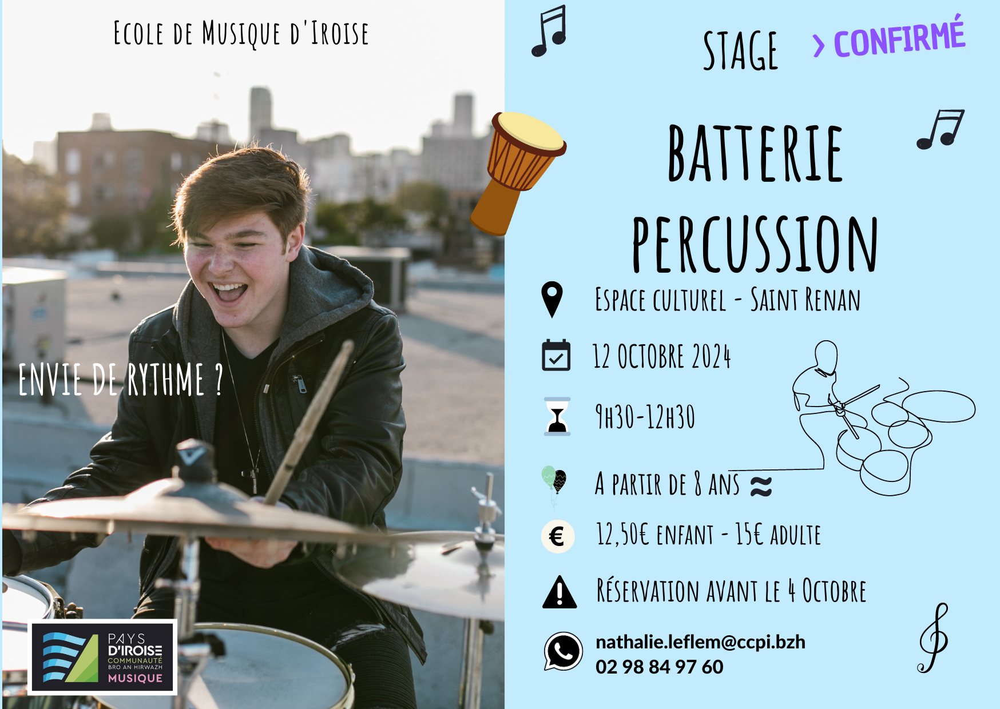 Ecole de Musique d'Iroise
ENVIE DE RYTHME ?
PAYS
D'IROISE
COMMUNAUTÉ
BRO AN HIRWAZH
MUSIQUE
STAGE
> CONFIRMÉ
BATTERIE
PERCUSSION
Espace culturel - Saint Renan
12 OCTOBRE 2024
9h30-12h30
A partir de 8 ans ≈
12,50€ enfant - 15€ adulte
€
Réservation avant le 4 Octobre
nathalie.leflem@ccpi.bzh
02 98 84 97 60